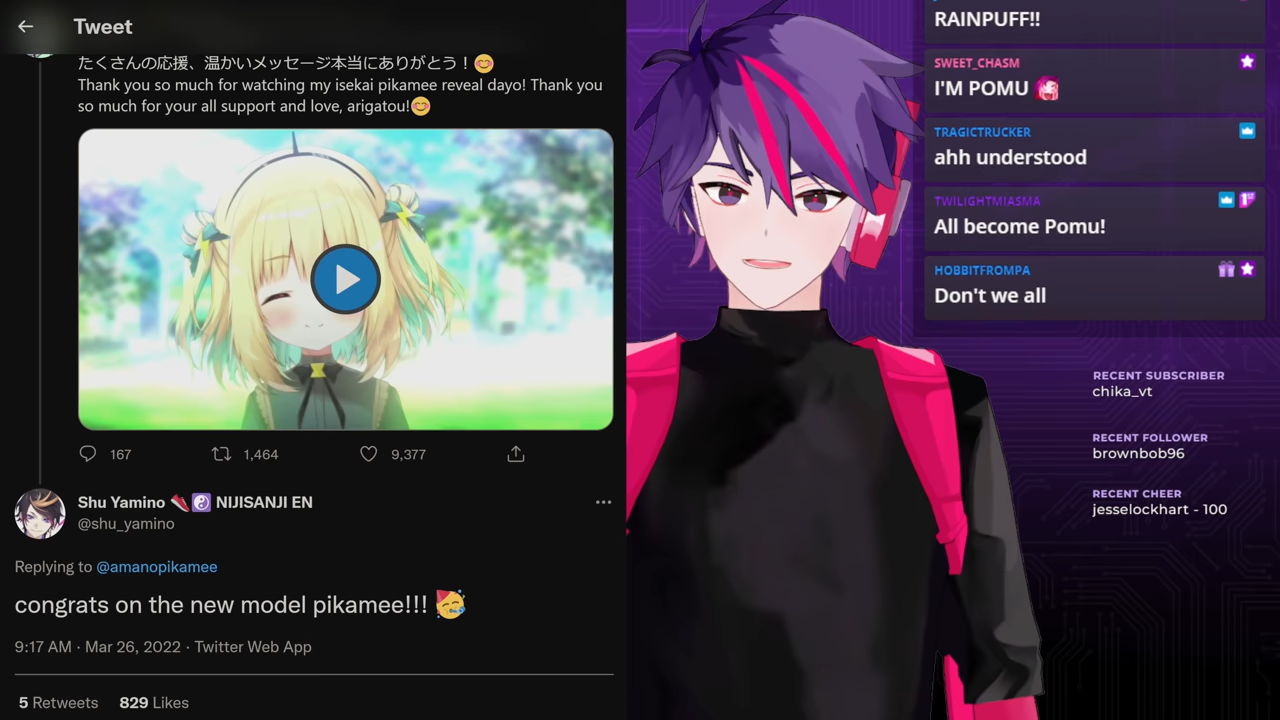 Tweet
たくさんの応援、温かいメッセージ本当にありがとう！😊
Thank you so much for watching my isekai pikamee reveal dayo! Thank you
so much for your all support and love, arigatou!😊
167
1,464
9,377
Shu Yamino 👟☯️ NIJISANJI EN
@shu_yamino
Replying to @amanopikamee
congrats on the new model pikamee!!! 🥳
9:17 AM · Mar 26, 2022 · Twitter Web App
5 Retweets 829 Likes
RAINPUFF!!
SWEET_CHASM
I'M POMU
TRAGICTRUCKER
ahh understood
TWILIGHTMIASMA
All become Pomu!
HOBBITFROMPA
Don't we all
RECENT SUBSCRIBER
chika_vt
RECENT FOLLOWER
brownbob96
RECENT CHEER
jesselockhart - 100